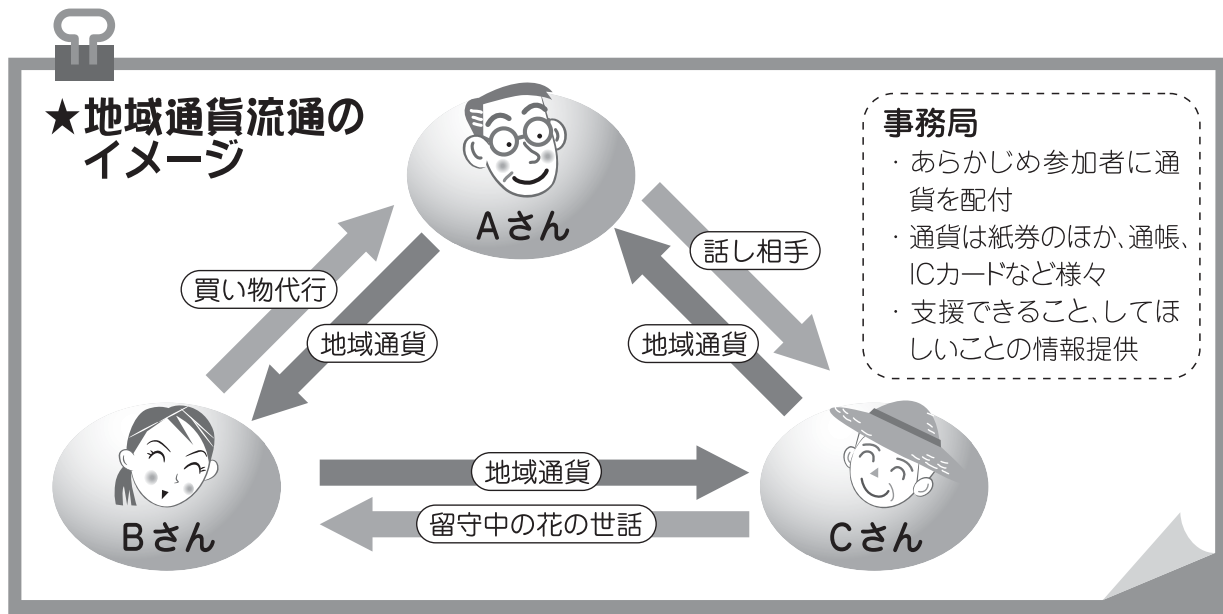 ★地域通貨流通の
イメージ
Aさん
事務局
・あらかじめ参加者に通
貨を配付
・通貨は紙券のほか、通帳、
ICカードなど様々
・支援できること、してほ
しいことの情報提供
買い物代行
地域通貨
話し相手
地域通貨
Bさん
地域通貨
留守中の花の世話
Cさん